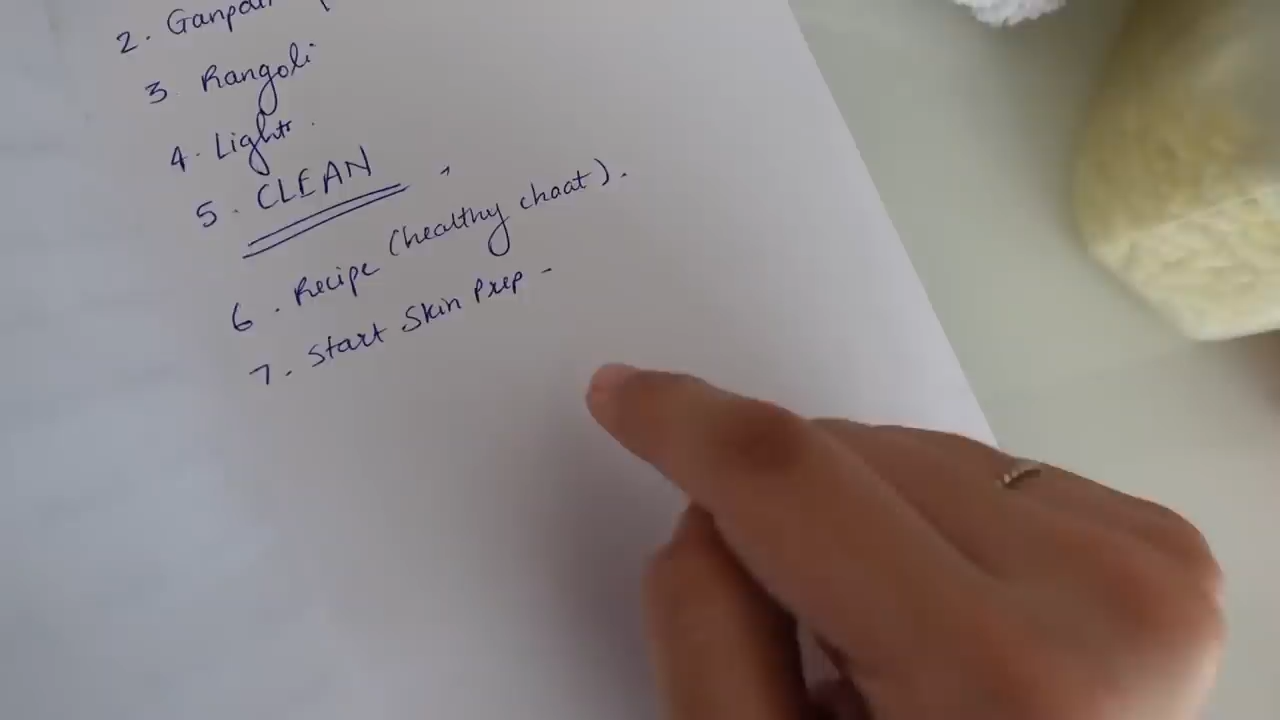 2. Ganpati
3. Rangoli
4. Lights.
5. CLEAN
6. Recipe (healthy chaat).
7. Start Skin Prep -